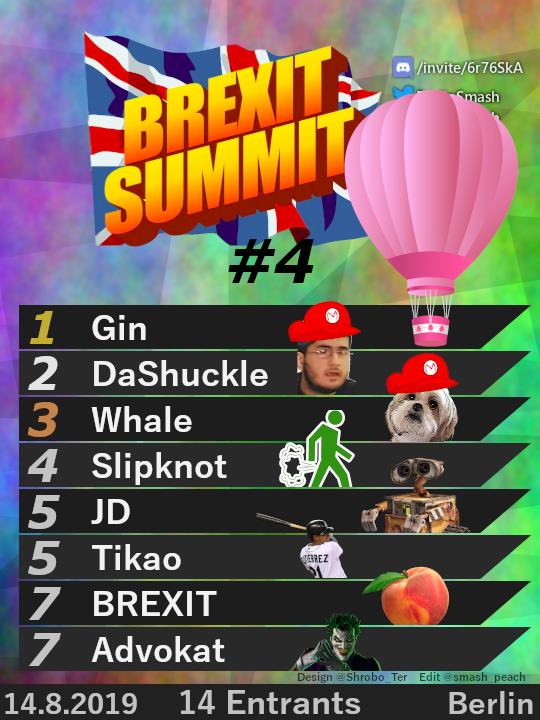 BREXIT
SUMMIT
#4
/invite/6r76SkA
Smash
1 Gin
2 DaShuckle
3 Whale
4 Slipknot
5 JD
5 Tikao
7 BREXIT
7 Advokat
Design @Shrobo_Ter Edit @smash_peach
14.8.2019 14 Entrants Berlin